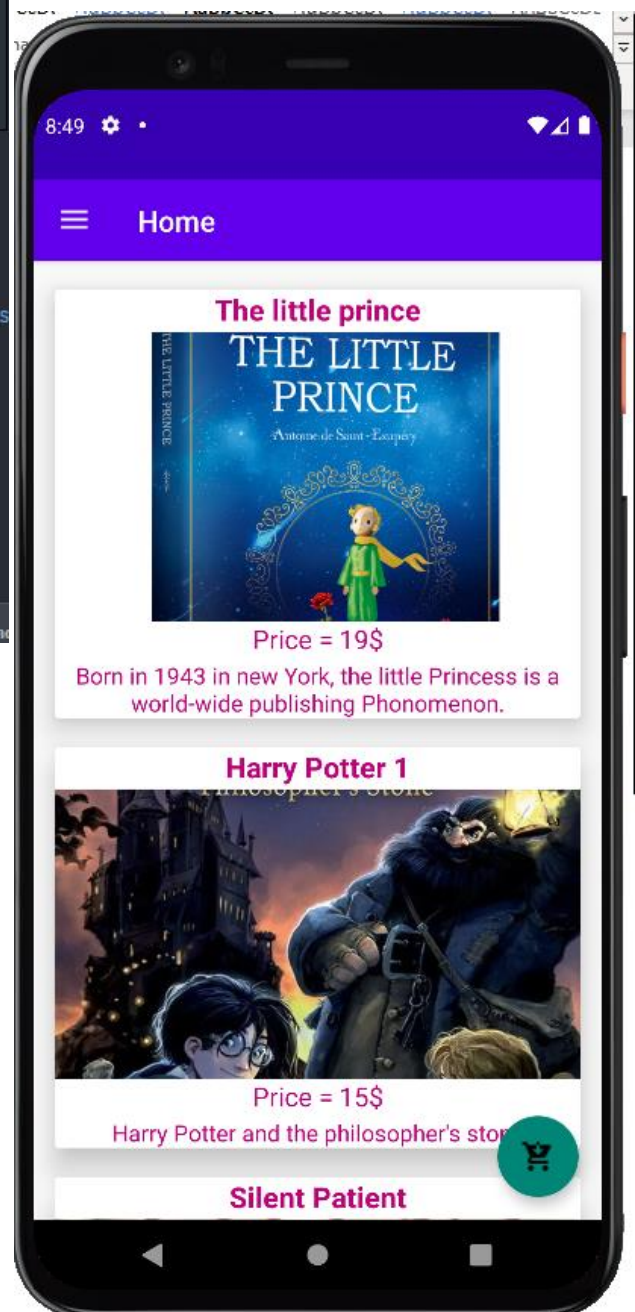 8:49
Home
The little prince
THE LITTLE PRINCE
THE LITTLE
PRINCE
Antoine de Saint-Exupéry
Price = 19$
Born in 1943 in new York, the little Princess is a
world-wide publishing Phonomenon.
Harry Potter 1
Philosopher's Stone
Price = 15$
Harry Potter and the philosopher's
Silent Patient